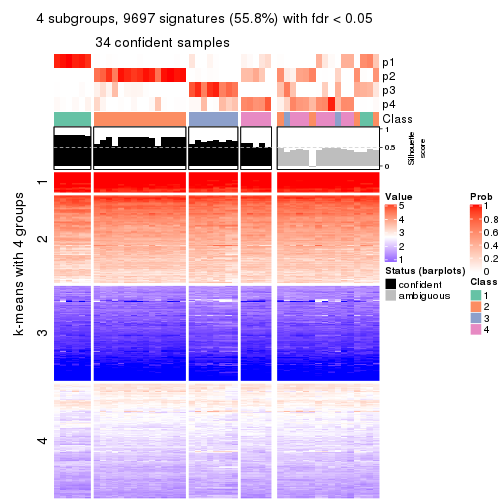 4 subgroups, 9697 signatures (55.8%) with fdr < 0.05
34 confident samples
p1
p2
p3
p4
Class
1
0.5
0
Silhouette
score
k-means with 4 groups
1
2
3
4
Value
5
4
3
2
1
Status (barplots)
confident
ambiguous
Prob
1
0.8
0.6
0.4
0.2
0
Class
1
2
3
4